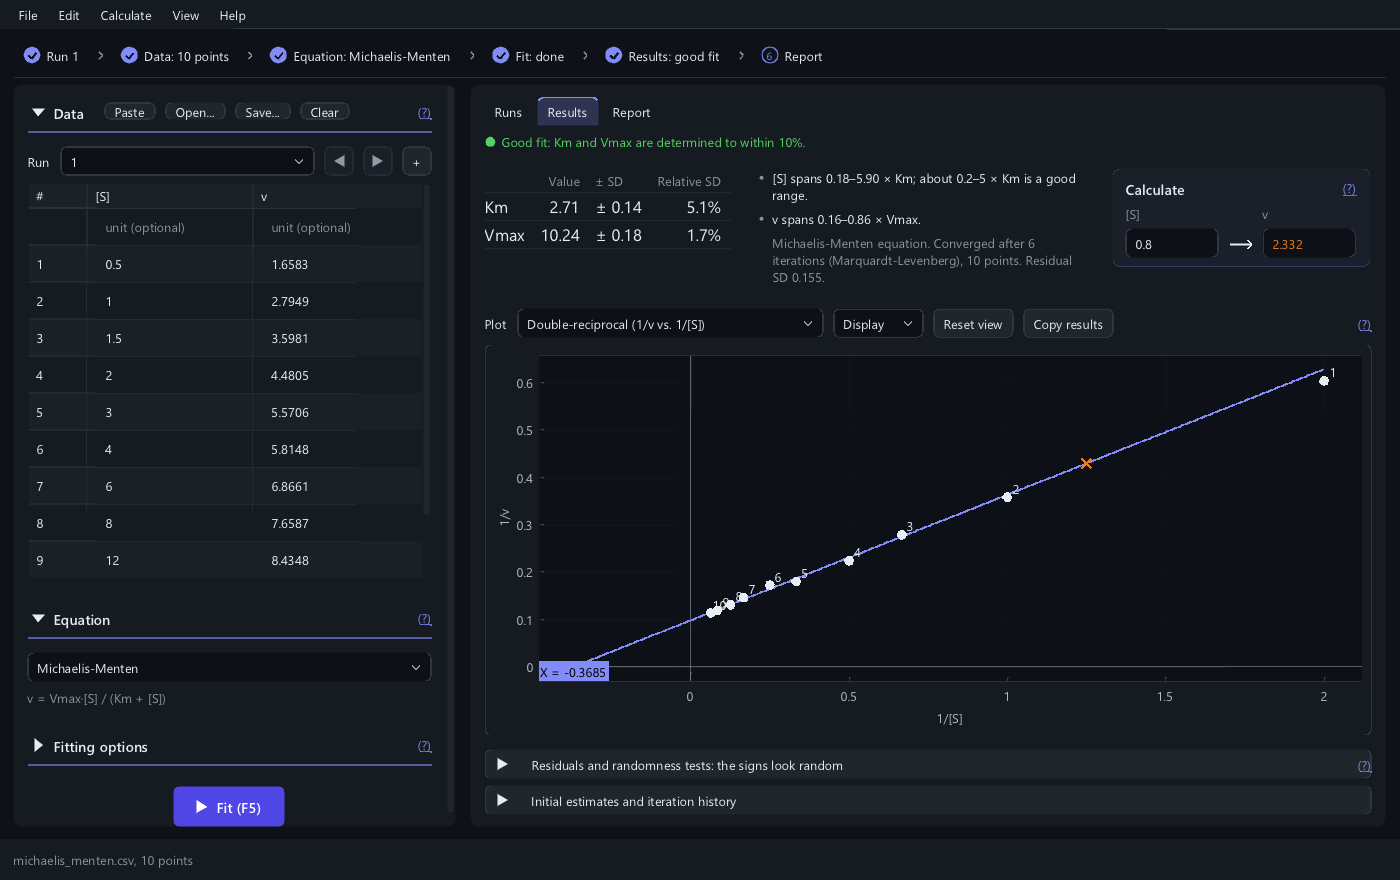 File Edit Calculate View Help
Run 1 Data: 10 points Equation: Michaelis-Menten Fit: done Results: good fit 6 Report
Data Paste Open... Save... Clear (?)
Run 1 +
# [S] v
unit (optional) unit (optional)
1 0.5 1.6583
2 1 2.7949
3 1.5 3.5981
4 2 4.4805
5 3 5.5706
6 4 5.8148
7 6 6.8661
8 8 7.6587
9 12 8.4348
Equation (?)
Michaelis-Menten
v = Vmax·[S] / (Km + [S])
Fitting options (?)
Fit (F5)
Runs Results Report
Good fit: Km and Vmax are determined to within 10%.
Value ± SD Relative SD
Km 2.71 ± 0.14 5.1%
Vmax 10.24 ± 0.18 1.7%
• [S] spans 0.18–5.90 × Km; about 0.2–5 × Km is a good
range.
• v spans 0.16–0.86 × Vmax.
Michaelis-Menten equation. Converged after 6
iterations (Marquardt-Levenberg), 10 points. Residual
SD 0.155.
Calculate (?)
[S] v
0.8 2.332
Plot Double-reciprocal (1/v vs. 1/[S]) Display Reset view Copy results (?)
1/v
0.6
0.5
0.4
0.3
0.2
0.1
0
1
2
3
4
5
6
7
8
9
10
X = -0.3685
0 0.5 1 1.5 2
1/[S]
Residuals and randomness tests: the signs look random (?)
Initial estimates and iteration history
michaelis_menten.csv, 10 points